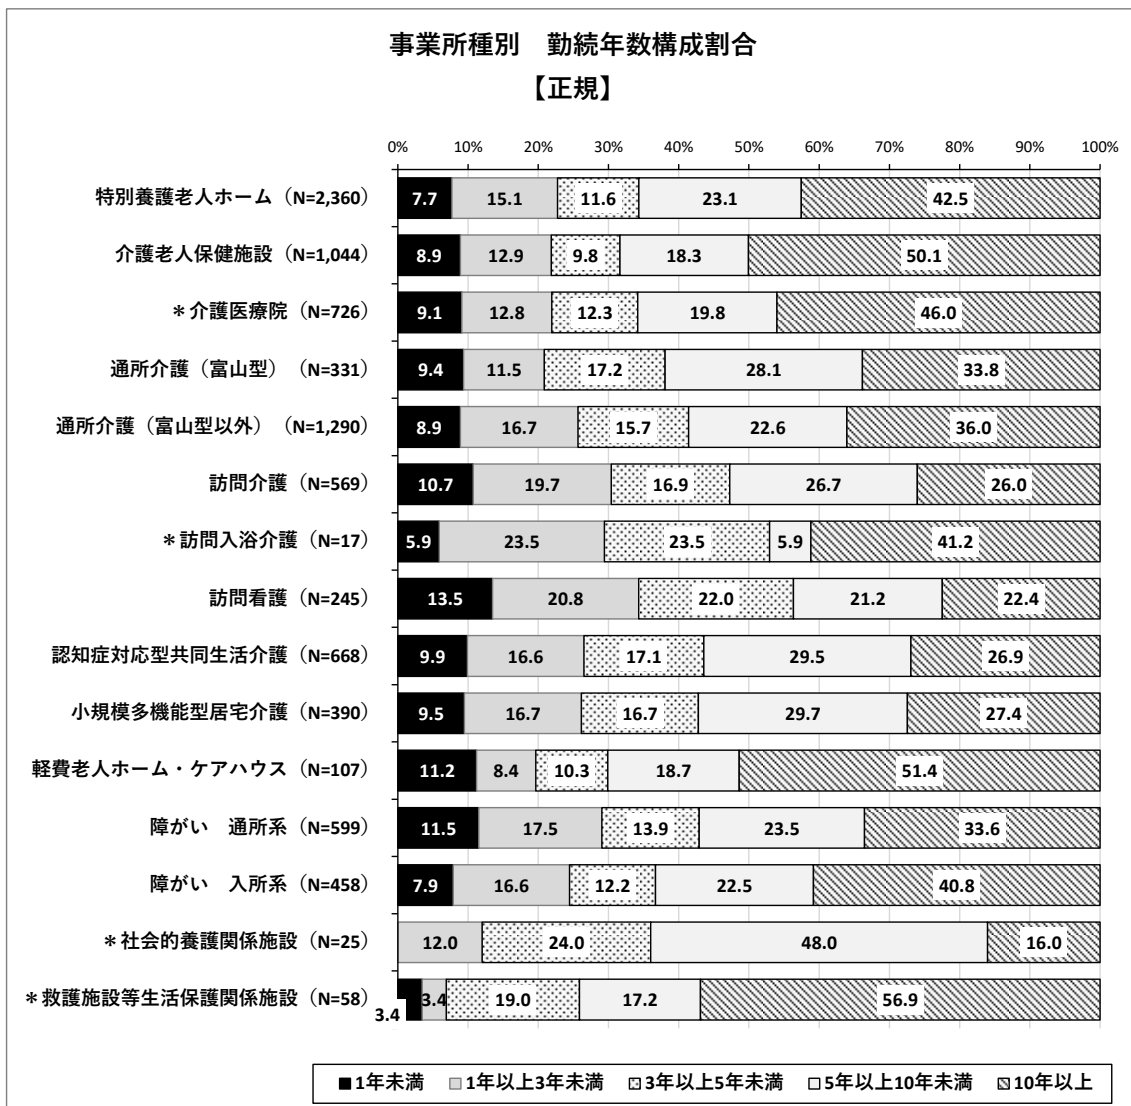 事業所種別　勤続年数構成割合
【正規】
0% 10% 20% 30% 40% 50% 60% 70% 80% 90% 100%
特別養護老人ホーム（N=2,360） 7.7 15.1 11.6 23.1 42.5
介護老人保健施設（N=1,044） 8.9 12.9 9.8 18.3 50.1
＊介護医療院（N=726） 9.1 12.8 12.3 19.8 46.0
通所介護（富山型）（N=331） 9.4 11.5 17.2 28.1 33.8
通所介護（富山型以外）（N=1,290） 8.9 16.7 15.7 22.6 36.0
訪問介護（N=569） 10.7 19.7 16.9 26.7 26.0
＊訪問入浴介護（N=17） 5.9 23.5 23.5 5.9 41.2
訪問看護（N=245） 13.5 20.8 22.0 21.2 22.4
認知症対応型共同生活介護（N=668） 9.9 16.6 17.1 29.5 26.9
小規模多機能型居宅介護（N=390） 9.5 16.7 16.7 29.7 27.4
軽費老人ホーム・ケアハウス（N=107） 11.2 8.4 10.3 18.7 51.4
障がい　通所系（N=599） 11.5 17.5 13.9 23.5 33.6
障がい　入所系（N=458） 7.9 16.6 12.2 22.5 40.8
＊社会的養護関係施設（N=25） 12.0 24.0 48.0 16.0
＊救護施設等生活保護関係施設（N=58） 3.4 3.4 19.0 17.2 56.9
1年未満 1年以上3年未満 3年以上5年未満 5年以上10年未満 10年以上